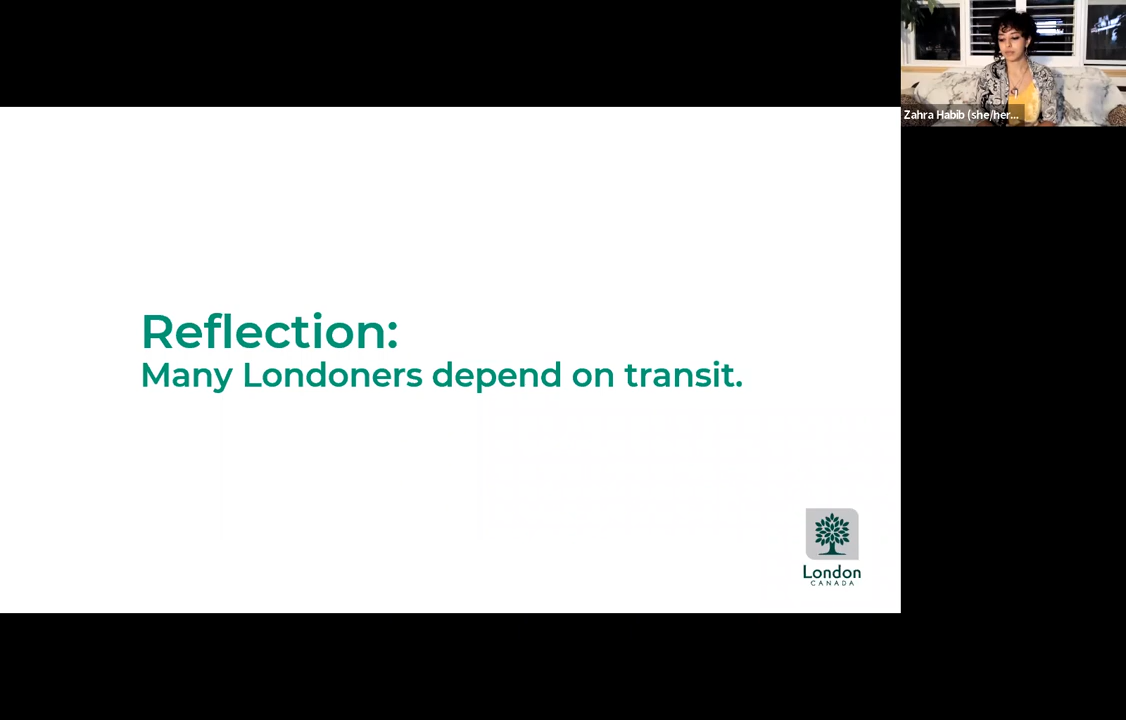 Zahra Habib (she/her...
Reflection:
Many Londoners depend on transit.
London
CANADA